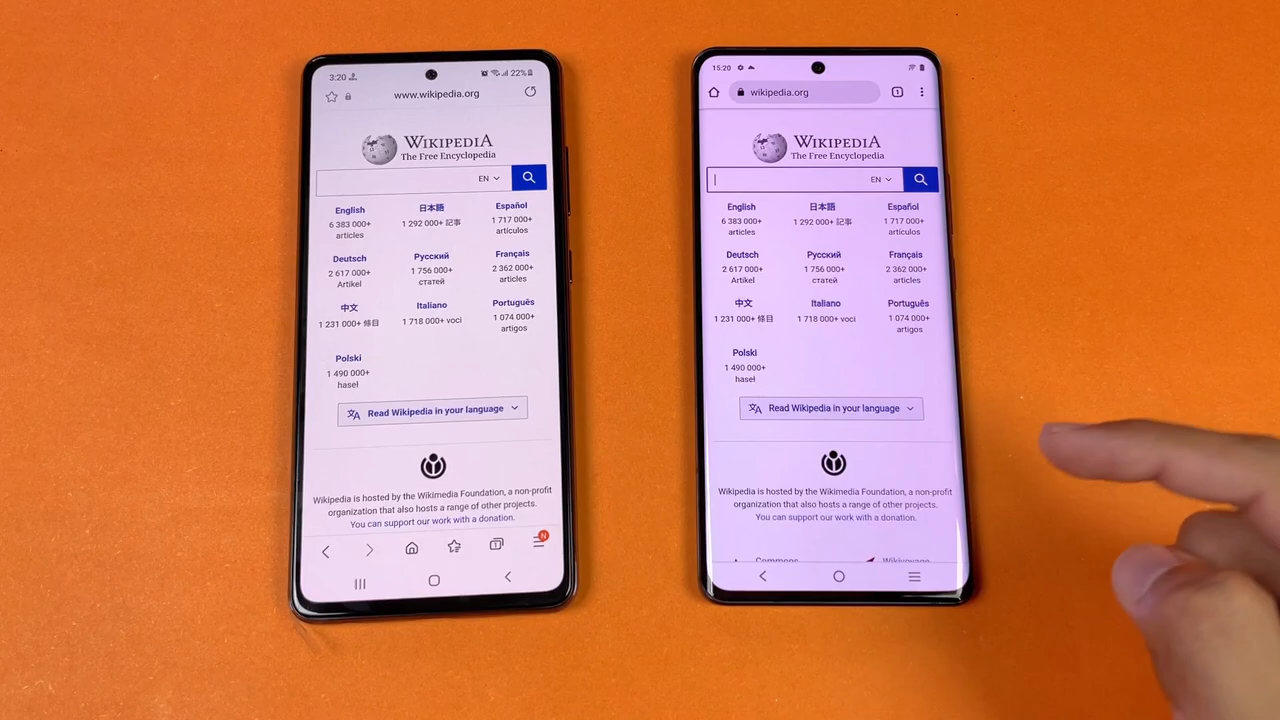 3:20
22%
www.wikipedia.org
WIKIPEDIA
The Free Encyclopedia
EN
English
6 383 000+
articles
日本語
1 292 000+ 記事
Español
1 717 000+
artículos
Deutsch
2 617 000+
Artikel
Русский
1 756 000+
статей
Français
2 362 000+
articles
中文
1 231 000+ 條目
Italiano
1 718 000+ voci
Português
1 074 000+
artigos
Polski
1 490 000+
haseł
Read Wikipedia in your language
Wikipedia is hosted by the Wikimedia Foundation, a non-profit
organization that also hosts a range of other projects.
You can support our work with a donation.
1
N
15:20
wikipedia.org
1
WIKIPEDIA
The Free Encyclopedia
EN
English
6 383 000+
articles
日本語
1 292 000+ 記事
Español
1 717 000+
artículos
Deutsch
2 617 000+
Artikel
Русский
1 756 000+
статей
Français
2 362 000+
articles
中文
1 231 000+ 條目
Italiano
1 718 000+ voci
Português
1 074 000+
artigos
Polski
1 490 000+
haseł
Read Wikipedia in your language
Wikipedia is hosted by the Wikimedia Foundation, a non-profit
organization that also hosts a range of other projects.
You can support our work with a donation.
Commons
Wikivoyage